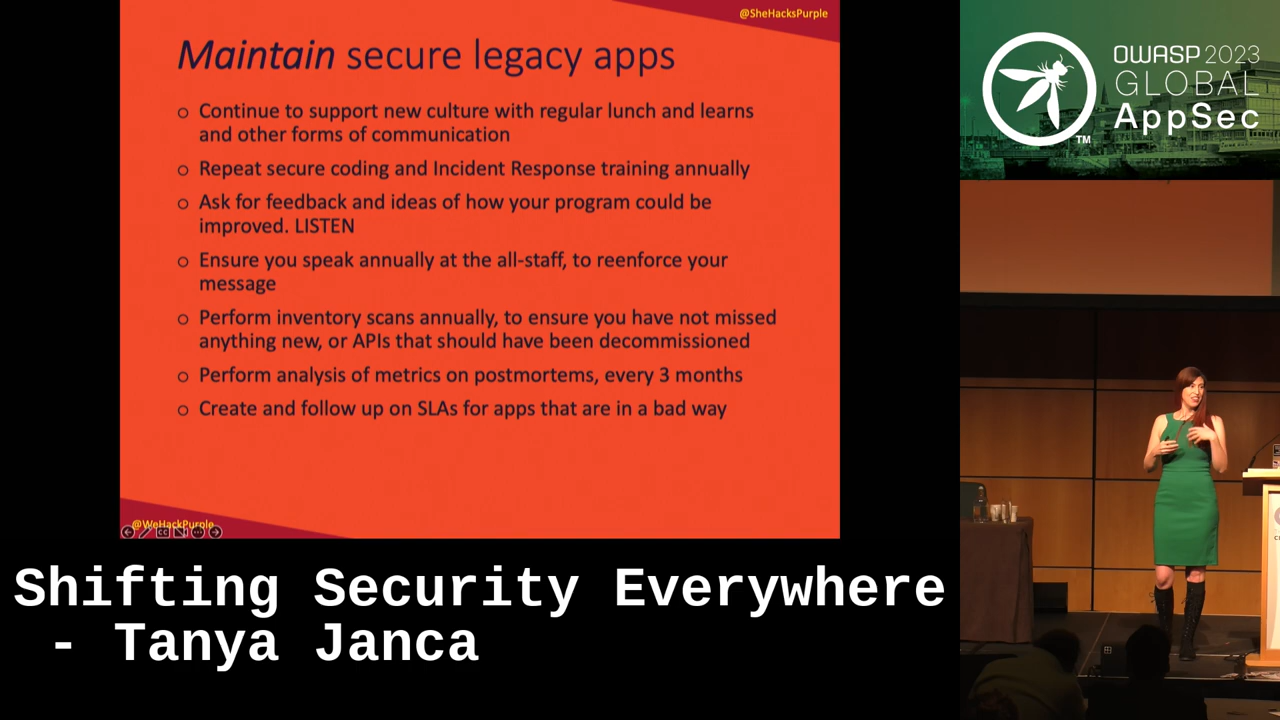 @SheHacksPurple
Maintain secure legacy apps
Continue to support new culture with regular lunch and learns
and other forms of communication
Repeat secure coding and Incident Response training annually
Ask for feedback and ideas of how your program could be
improved. LISTEN
Ensure you speak annually at the all-staff, to reenforce your
message
Perform inventory scans annually, to ensure you have not missed
anything new, or APIs that should have been decommissioned
Perform analysis of metrics on postmortems, every 3 months
Create and follow up on SLAs for apps that are in a bad way
@WeHackPurple
CC
Shifting Security Everywhere
- Tanya Janca
OWASP 2023
GLOBAL
AppSec
TM